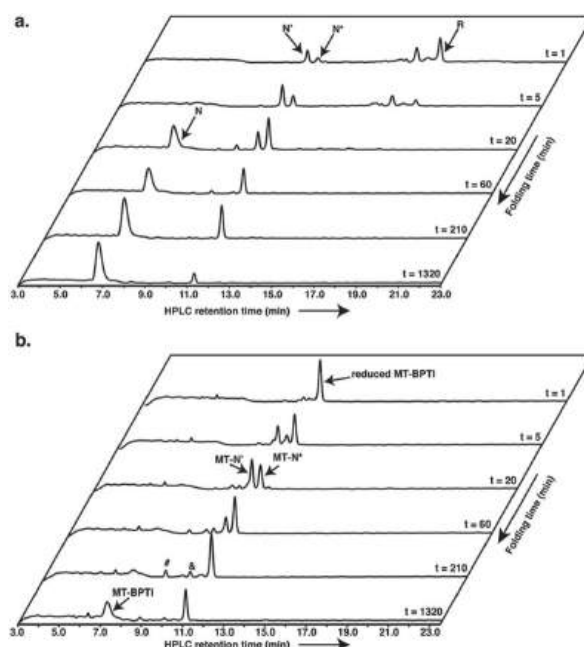 a.
N' N* R
t = 1
t = 5
N
t = 20
t = 60
t = 210
t = 1320
Folding time (min)
3.0 5.0 7.0 9.0 11.0 13.0 15.0 17.0 19.0 21.0 23.0
HPLC retention time (min)
b.
reduced MT-BPTI
t = 1
t = 5
MT-N' MT-N*
t = 20
t = 60
# &
t = 210
MT-BPTI
t = 1320
Folding time (min)
3.0 5.0 7.0 9.0 11.0 13.0 15.0 17.0 19.0 21.0 23.0
HPLC retention time (min)